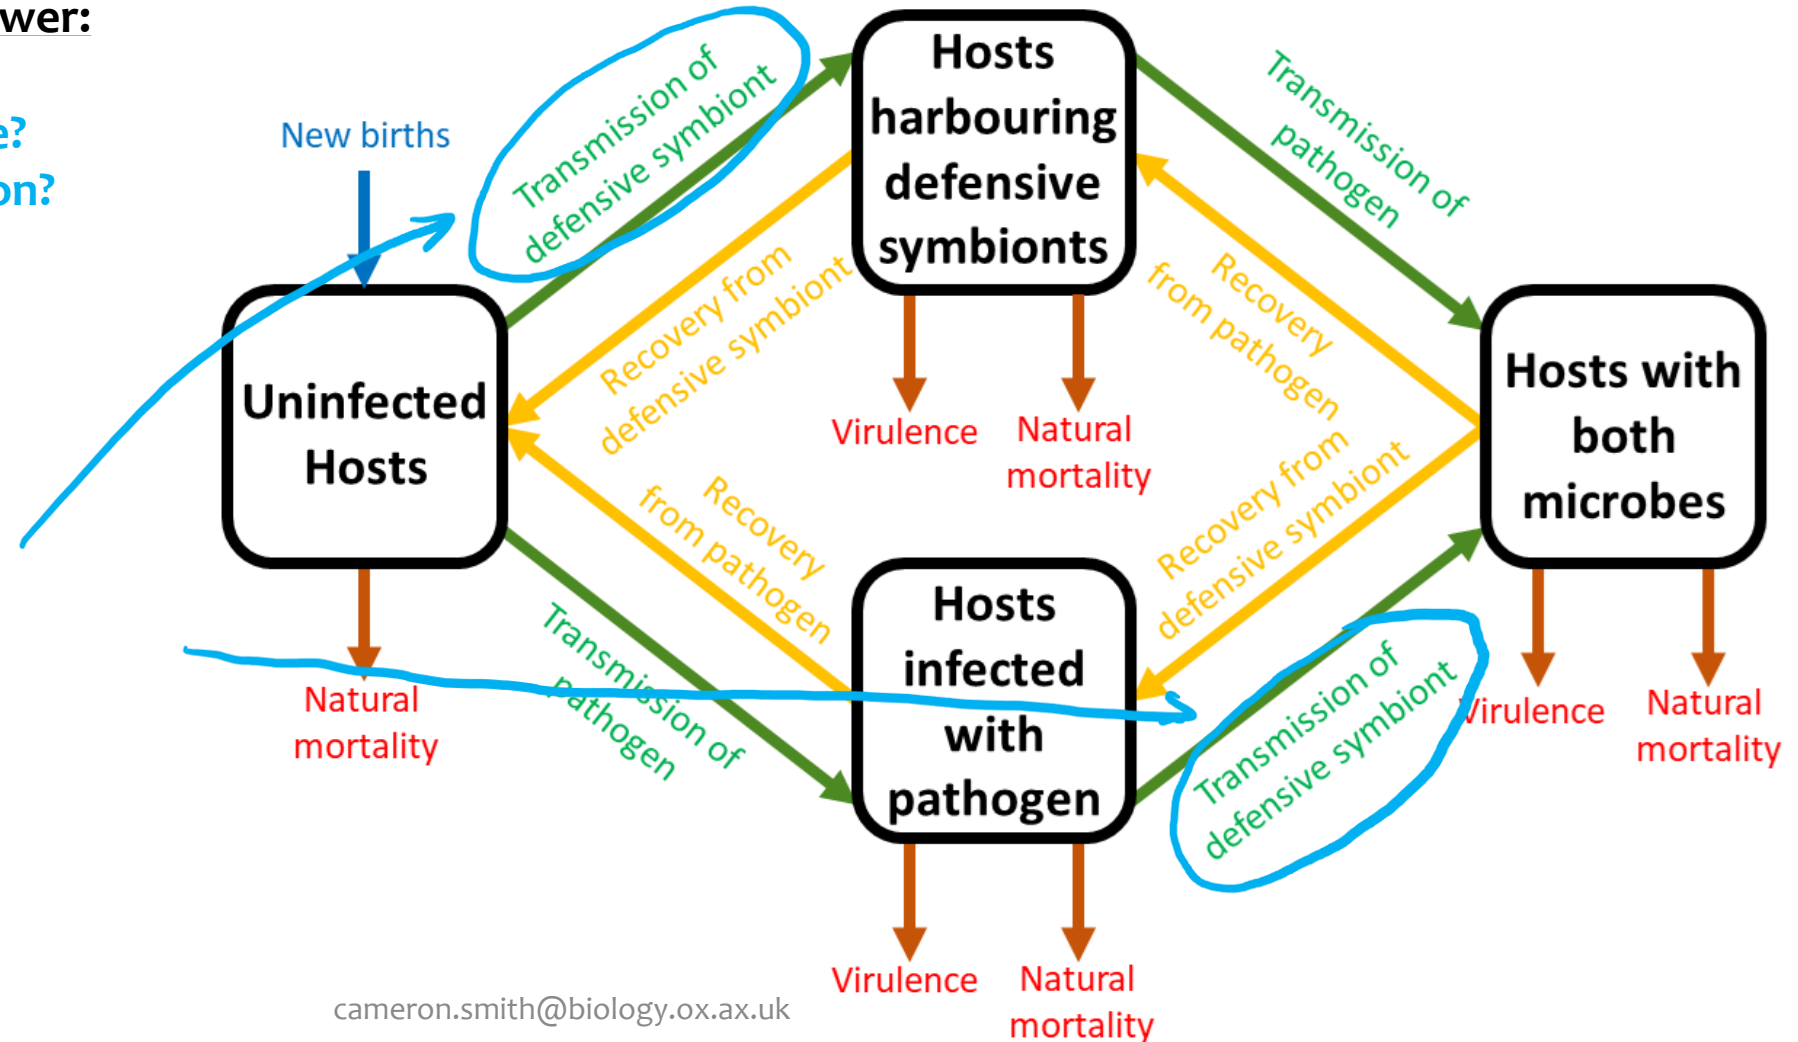 wer:
e?
on?
New births
Transmission of
defensive symbiont
Hosts
harbouring
defensive
symbionts
Transmission of
pathogen
Recovery from
defensive symbiont
Recovery
from pathogen
Uninfected
Hosts
Virulence
Natural
mortality
Hosts with
both
microbes
Recovery
from pathogen
Recovery from
defensive symbiont
Natural
mortality
Transmission of
pathogen
Hosts
infected
with
pathogen
Transmission of
defensive symbiont
Virulence
Natural
mortality
Virulence
Natural
mortality
cameron.smith@biology.ox.ax.uk